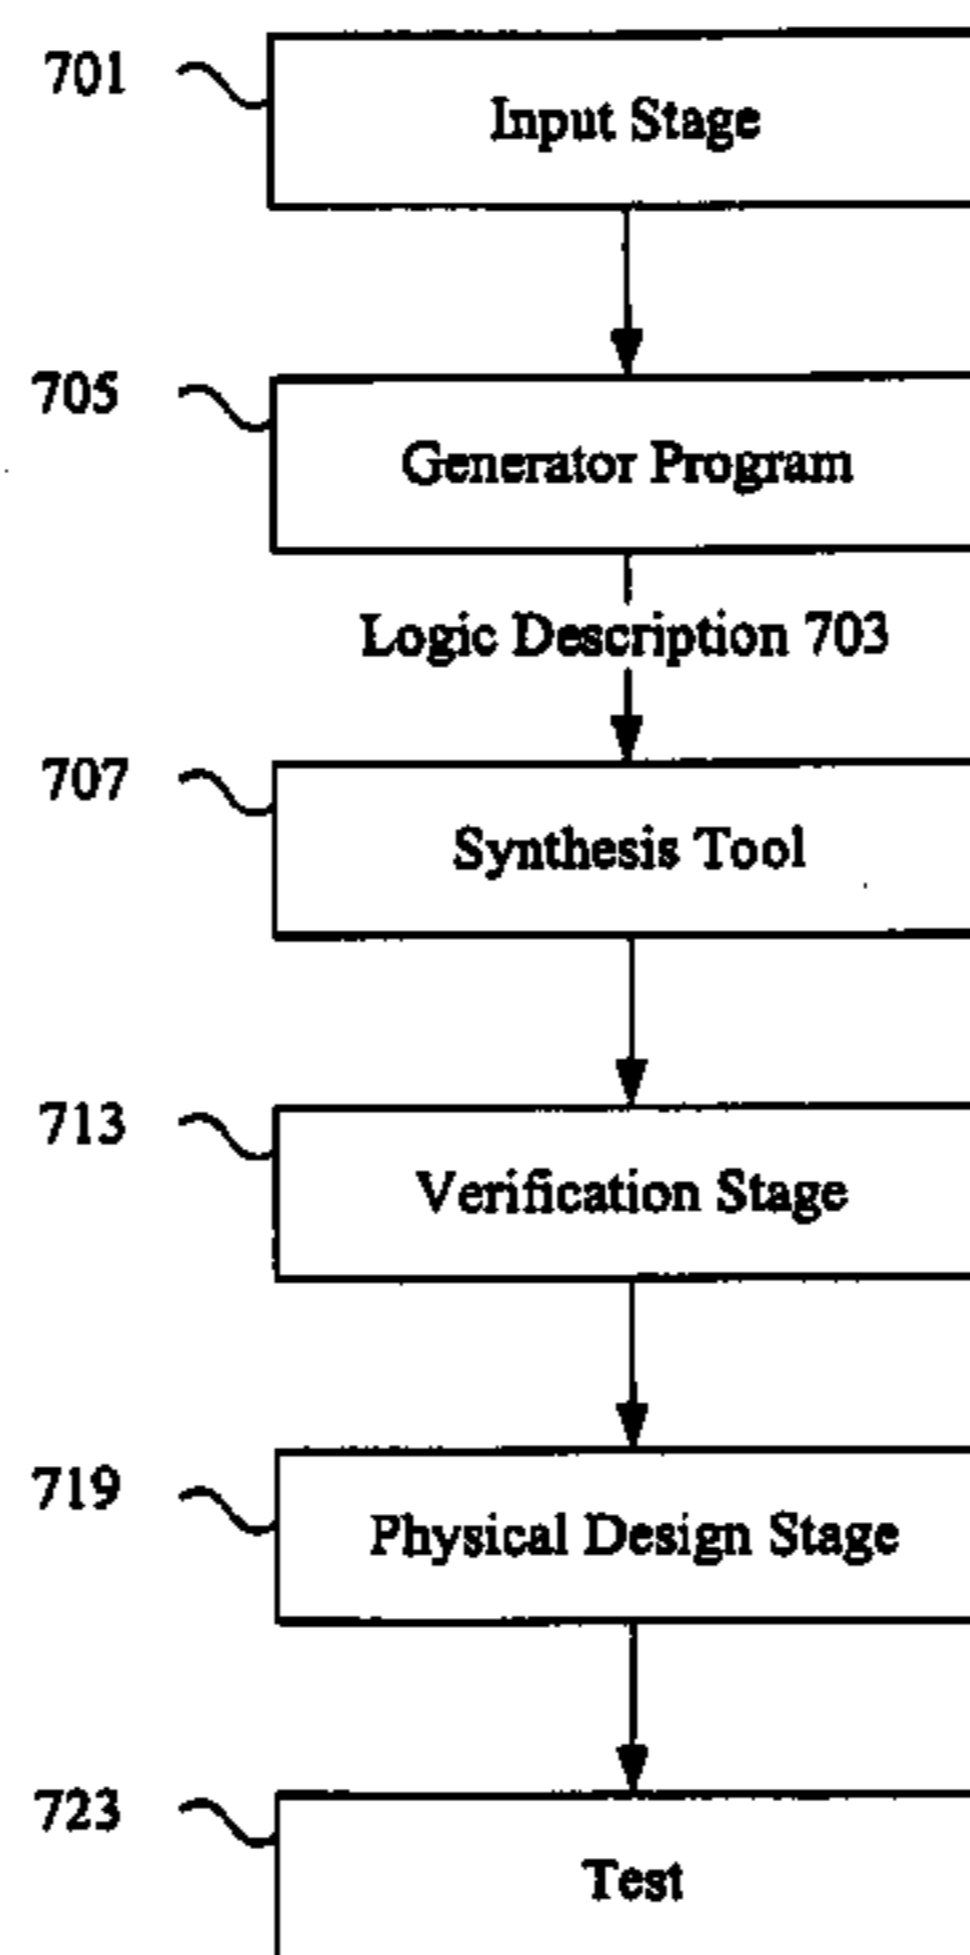 701
Input Stage
705
Generator Program
Logic Description 703
707
Synthesis Tool
713
Verification Stage
719
Physical Design Stage
723
Test